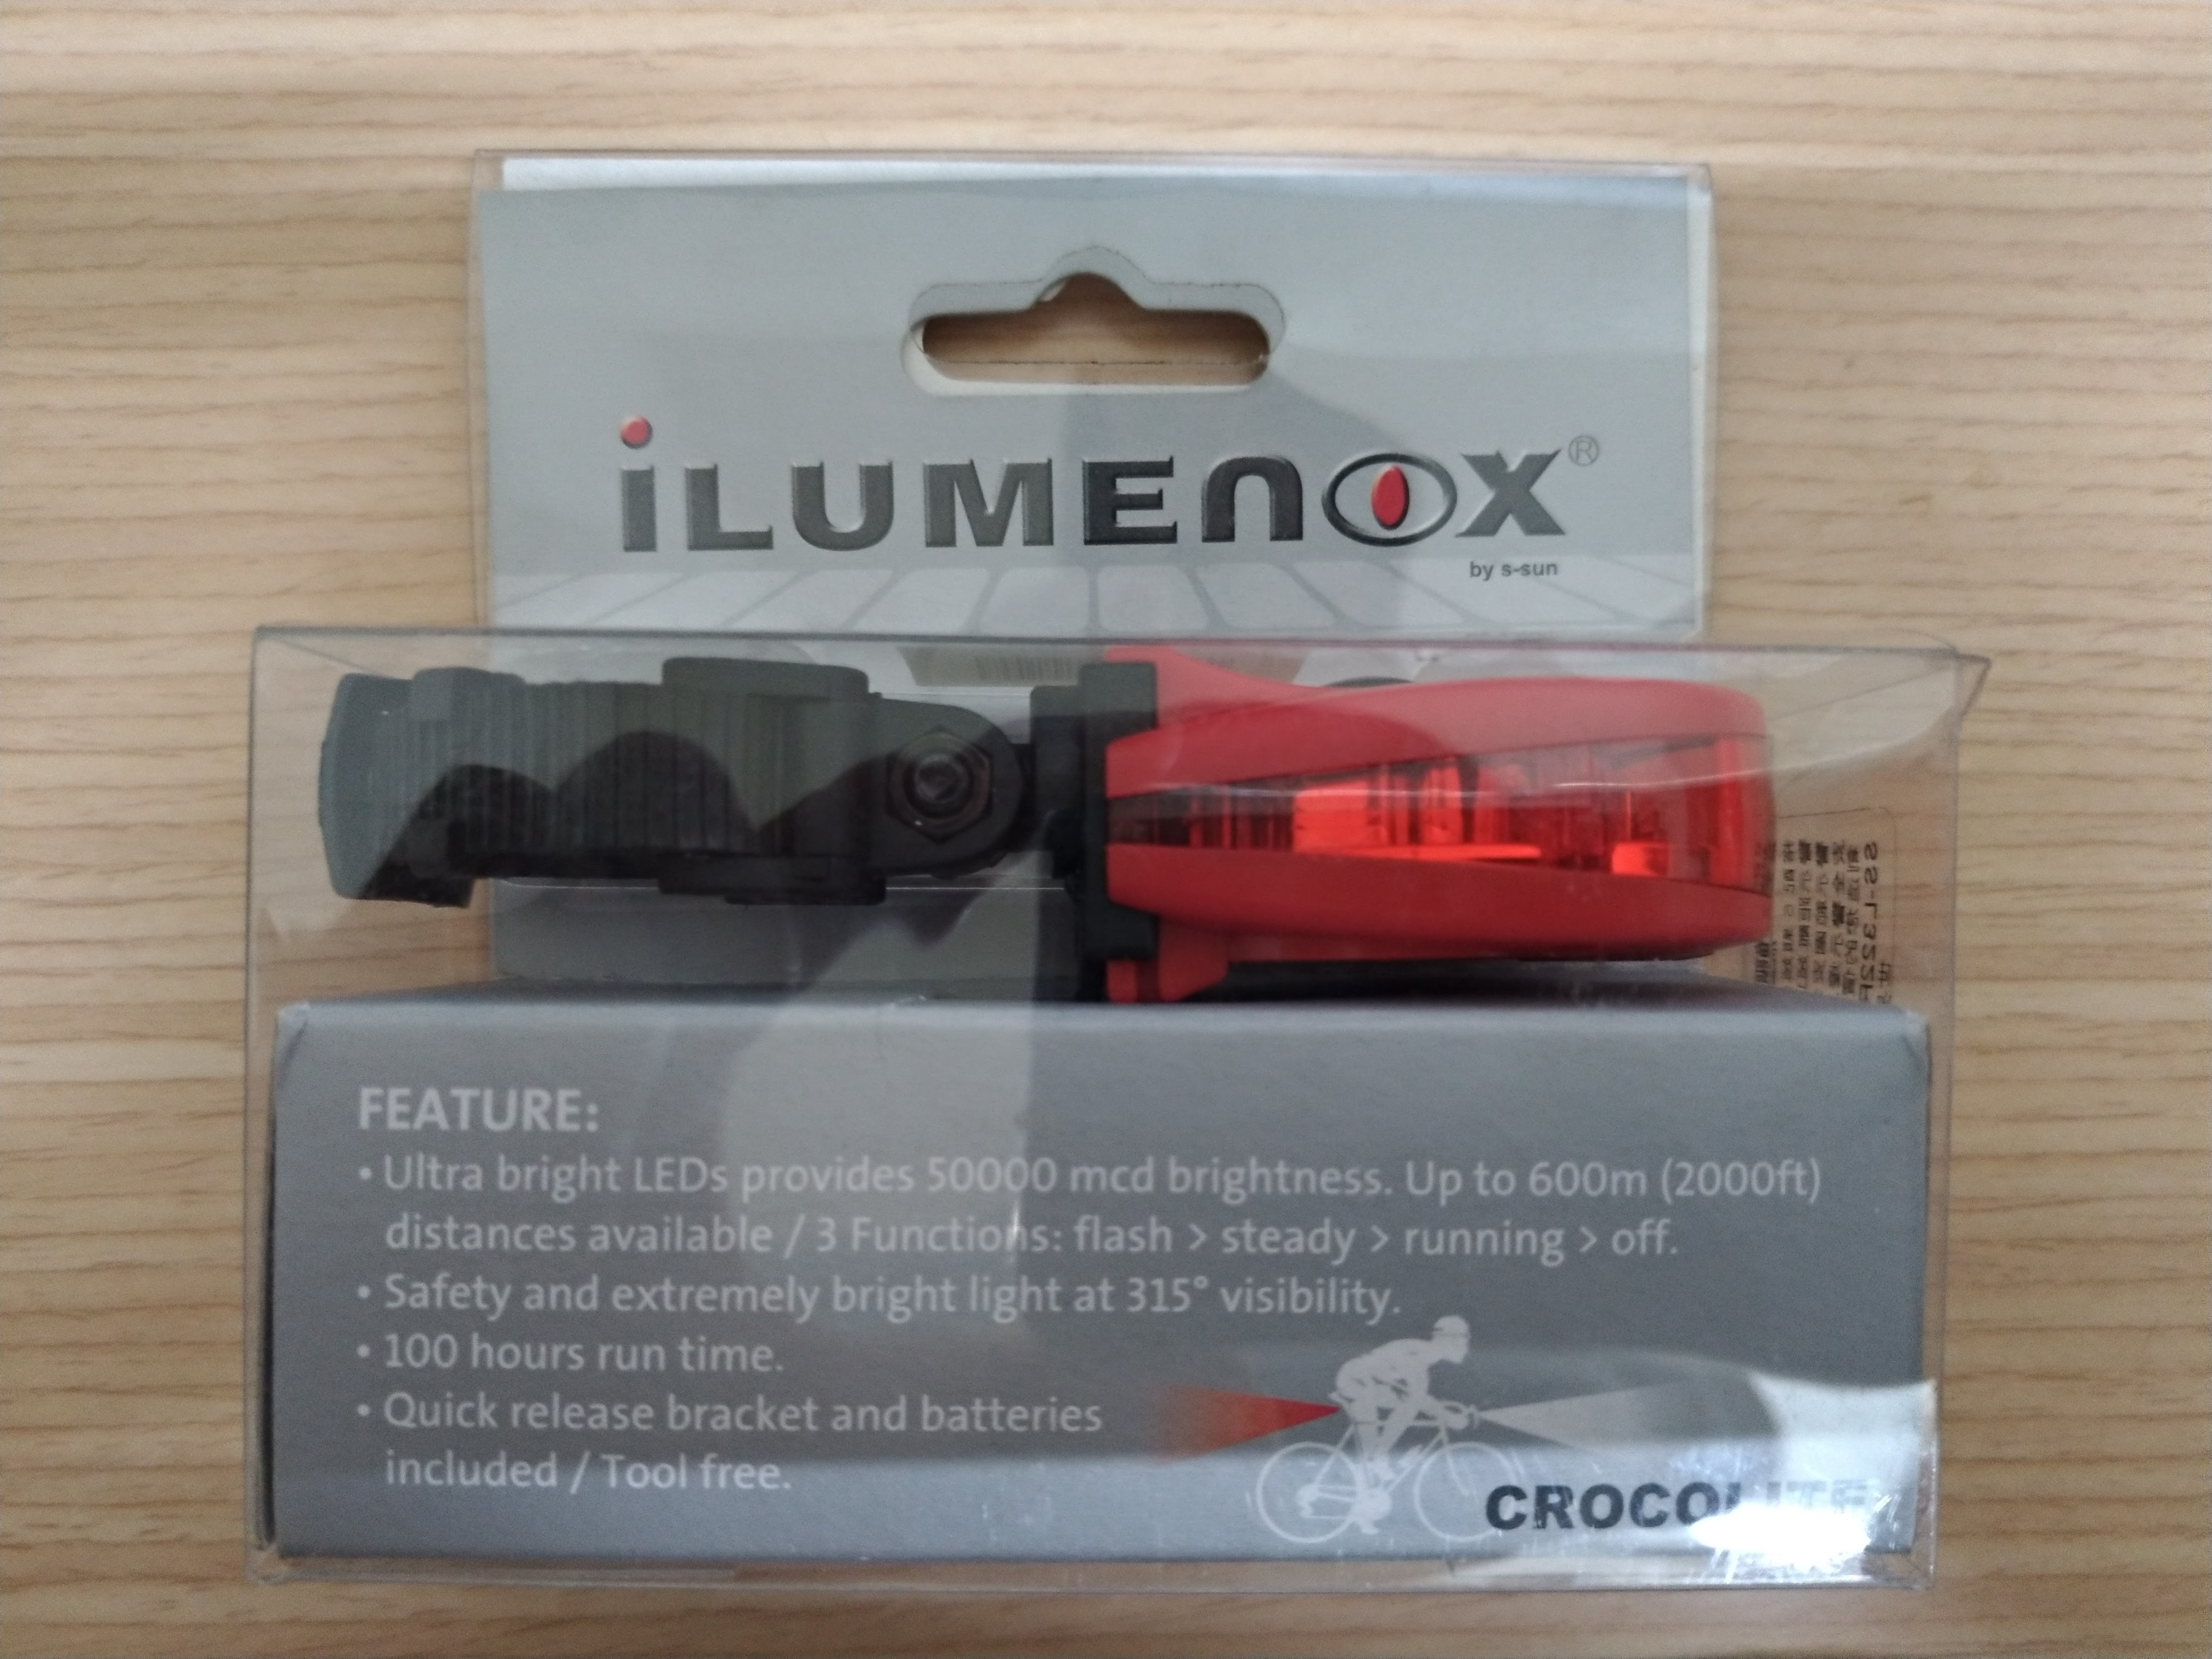 iLUMENOX®
by s-sun
FEATURE:
• Ultra bright LEDs provides 50000 mcd brightness. Up to 600m (2000ft)
distances available / 3 Functions: flash > steady > running > off.
• Safety and extremely bright light at 315° visibility.
• 100 hours run time.
• Quick release bracket and batteries
included / Tool free.
CROCOLITE